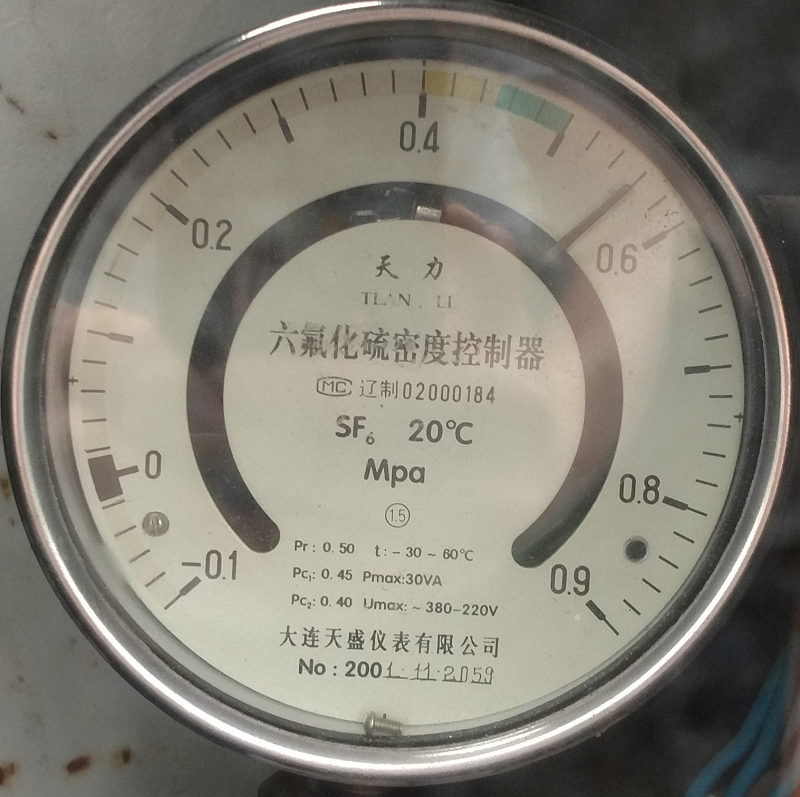 0.4
0.2
0.6
天力
TIAN LI
六氟化硫密度控制器
MC 辽制02000184
SF₆ 20℃
0
Mpa
0.8
1.5
-0.1
0.9
Pr: 0.50 t:-30~60℃
Pc₁: 0.45 Pmax:30VA
Pc₂: 0.40 Umax:~380-220V
大连天盛仪表有限公司
No:2001.11.2059